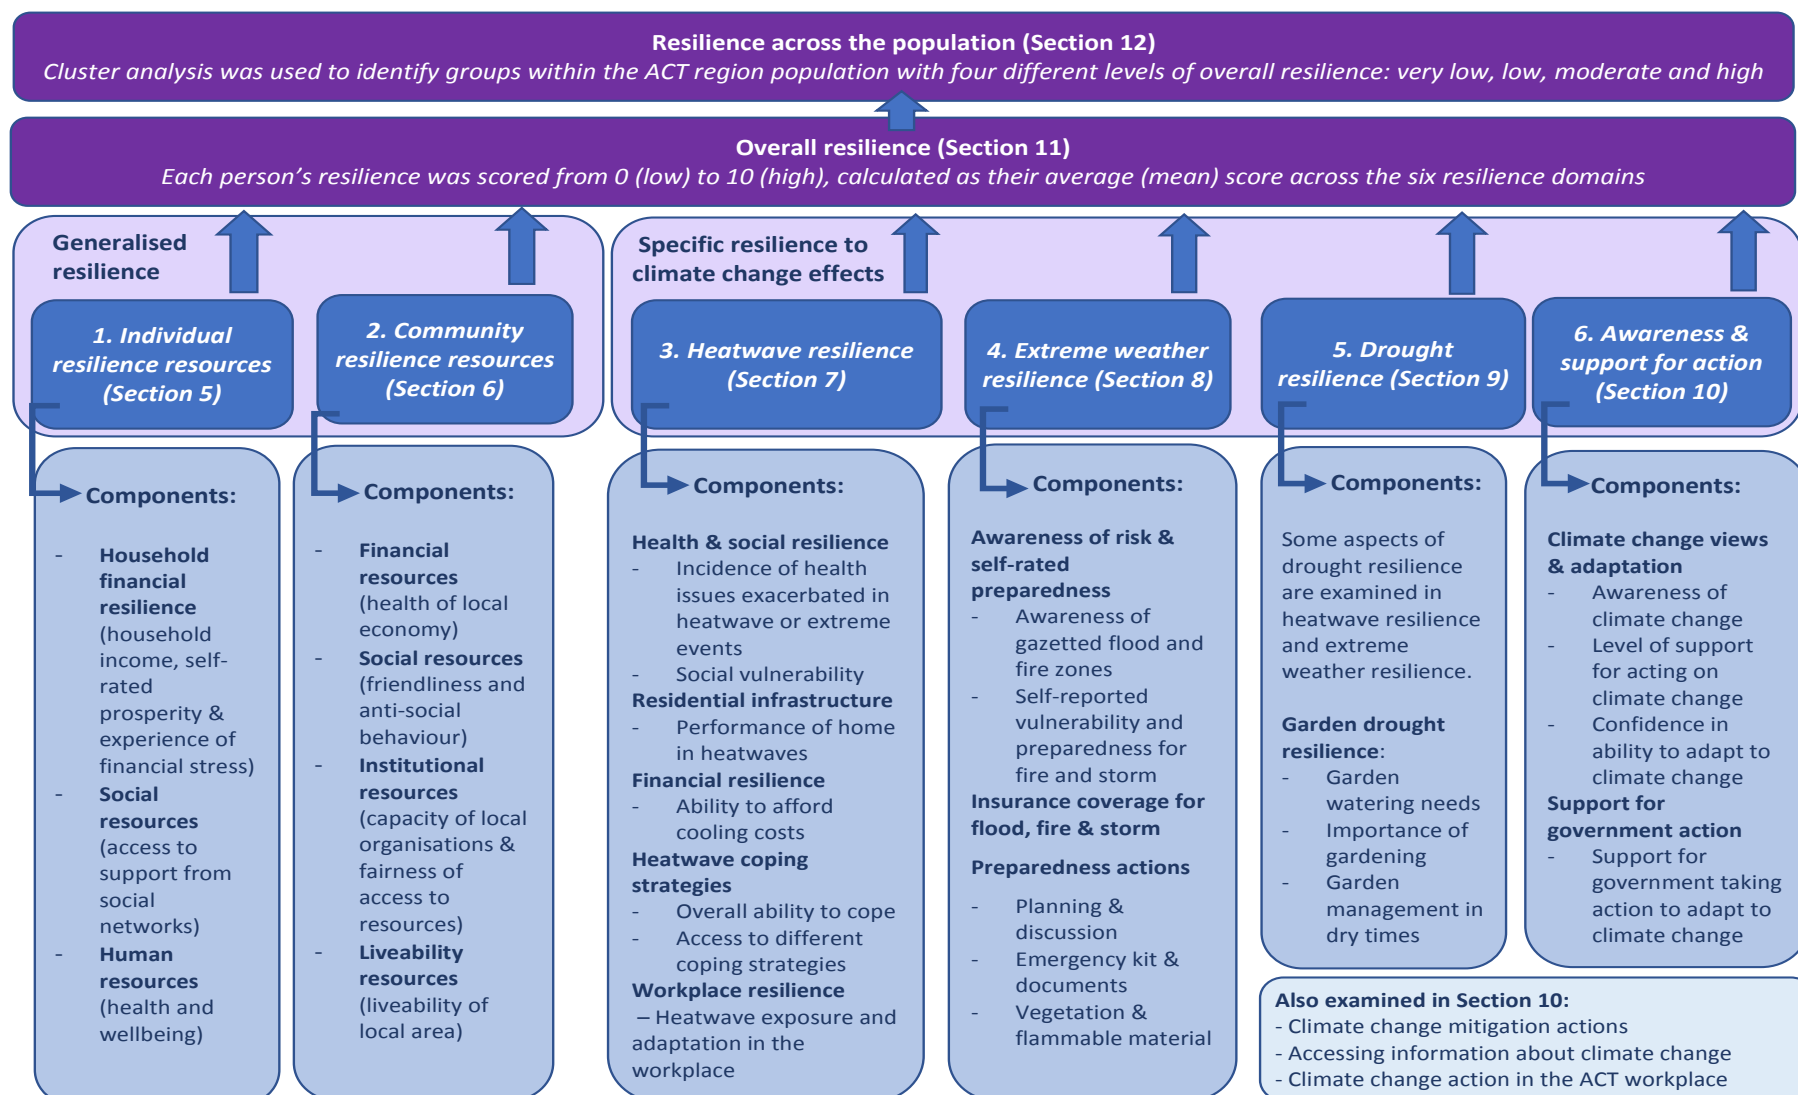 Resilience across the population (Section 12)
Cluster analysis was used to identify groups within the ACT region population with four different levels of overall resilience: very low, low, moderate and high
Overall resilience (Section 11)
Each person's resilience was scored from 0 (low) to 10 (high), calculated as their average (mean) score across the six resilience domains
Generalised
resilience
Specific resilience to
climate change effects
1. Individual
resilience resources
(Section 5)
2. Community
resilience resources
(Section 6)
3. Heatwave resilience
(Section 7)
4. Extreme weather
resilience (Section 8)
5. Drought
resilience (Section 9)
6. Awareness &
support for action
(Section 10)
Components:
- Household
financial
resilience
(household
income, self-
rated
prosperity &
experience of
financial stress)
- Social
resources
(access to
support from
social
networks)
- Human
resources
(health and
wellbeing)
Components:
- Financial
resources
(health of local
economy)
- Social resources
(friendliness and
anti-social
behaviour)
- Institutional
resources
(capacity of local
organisations &
fairness of
access to
resources)
- Liveability
resources
(liveability of
local area)
Components:
Health & social resilience
- Incidence of health
issues exacerbated in
heatwave or extreme
events
- Social vulnerability
Residential infrastructure
- Performance of home
in heatwaves
Financial resilience
- Ability to afford
cooling costs
Heatwave coping
strategies
- Overall ability to cope
- Access to different
coping strategies
Workplace resilience
– Heatwave exposure and
adaptation in the
workplace
Components:
Awareness of risk &
self-rated
preparedness
- Awareness of
gazetted flood and
fire zones
- Self-reported
vulnerability and
preparedness for
fire and storm
Insurance coverage for
flood, fire & storm
Preparedness actions
- Planning &
discussion
- Emergency kit &
documents
- Vegetation &
flammable material
Components:
Some aspects of
drought resilience
are examined in
heatwave resilience
and extreme
weather resilience.
Garden drought
resilience:
- Garden
watering needs
- Importance of
gardening
- Garden
management in
dry times
Components:
Climate change views
& adaptation
- Awareness of
climate change
- Level of support
for acting on
climate change
- Confidence in
ability to adapt to
climate change
Support for
government action
- Support for
government taking
action to adapt to
climate change
Also examined in Section 10:
- Climate change mitigation actions
- Accessing information about climate change
- Climate change action in the ACT workplace